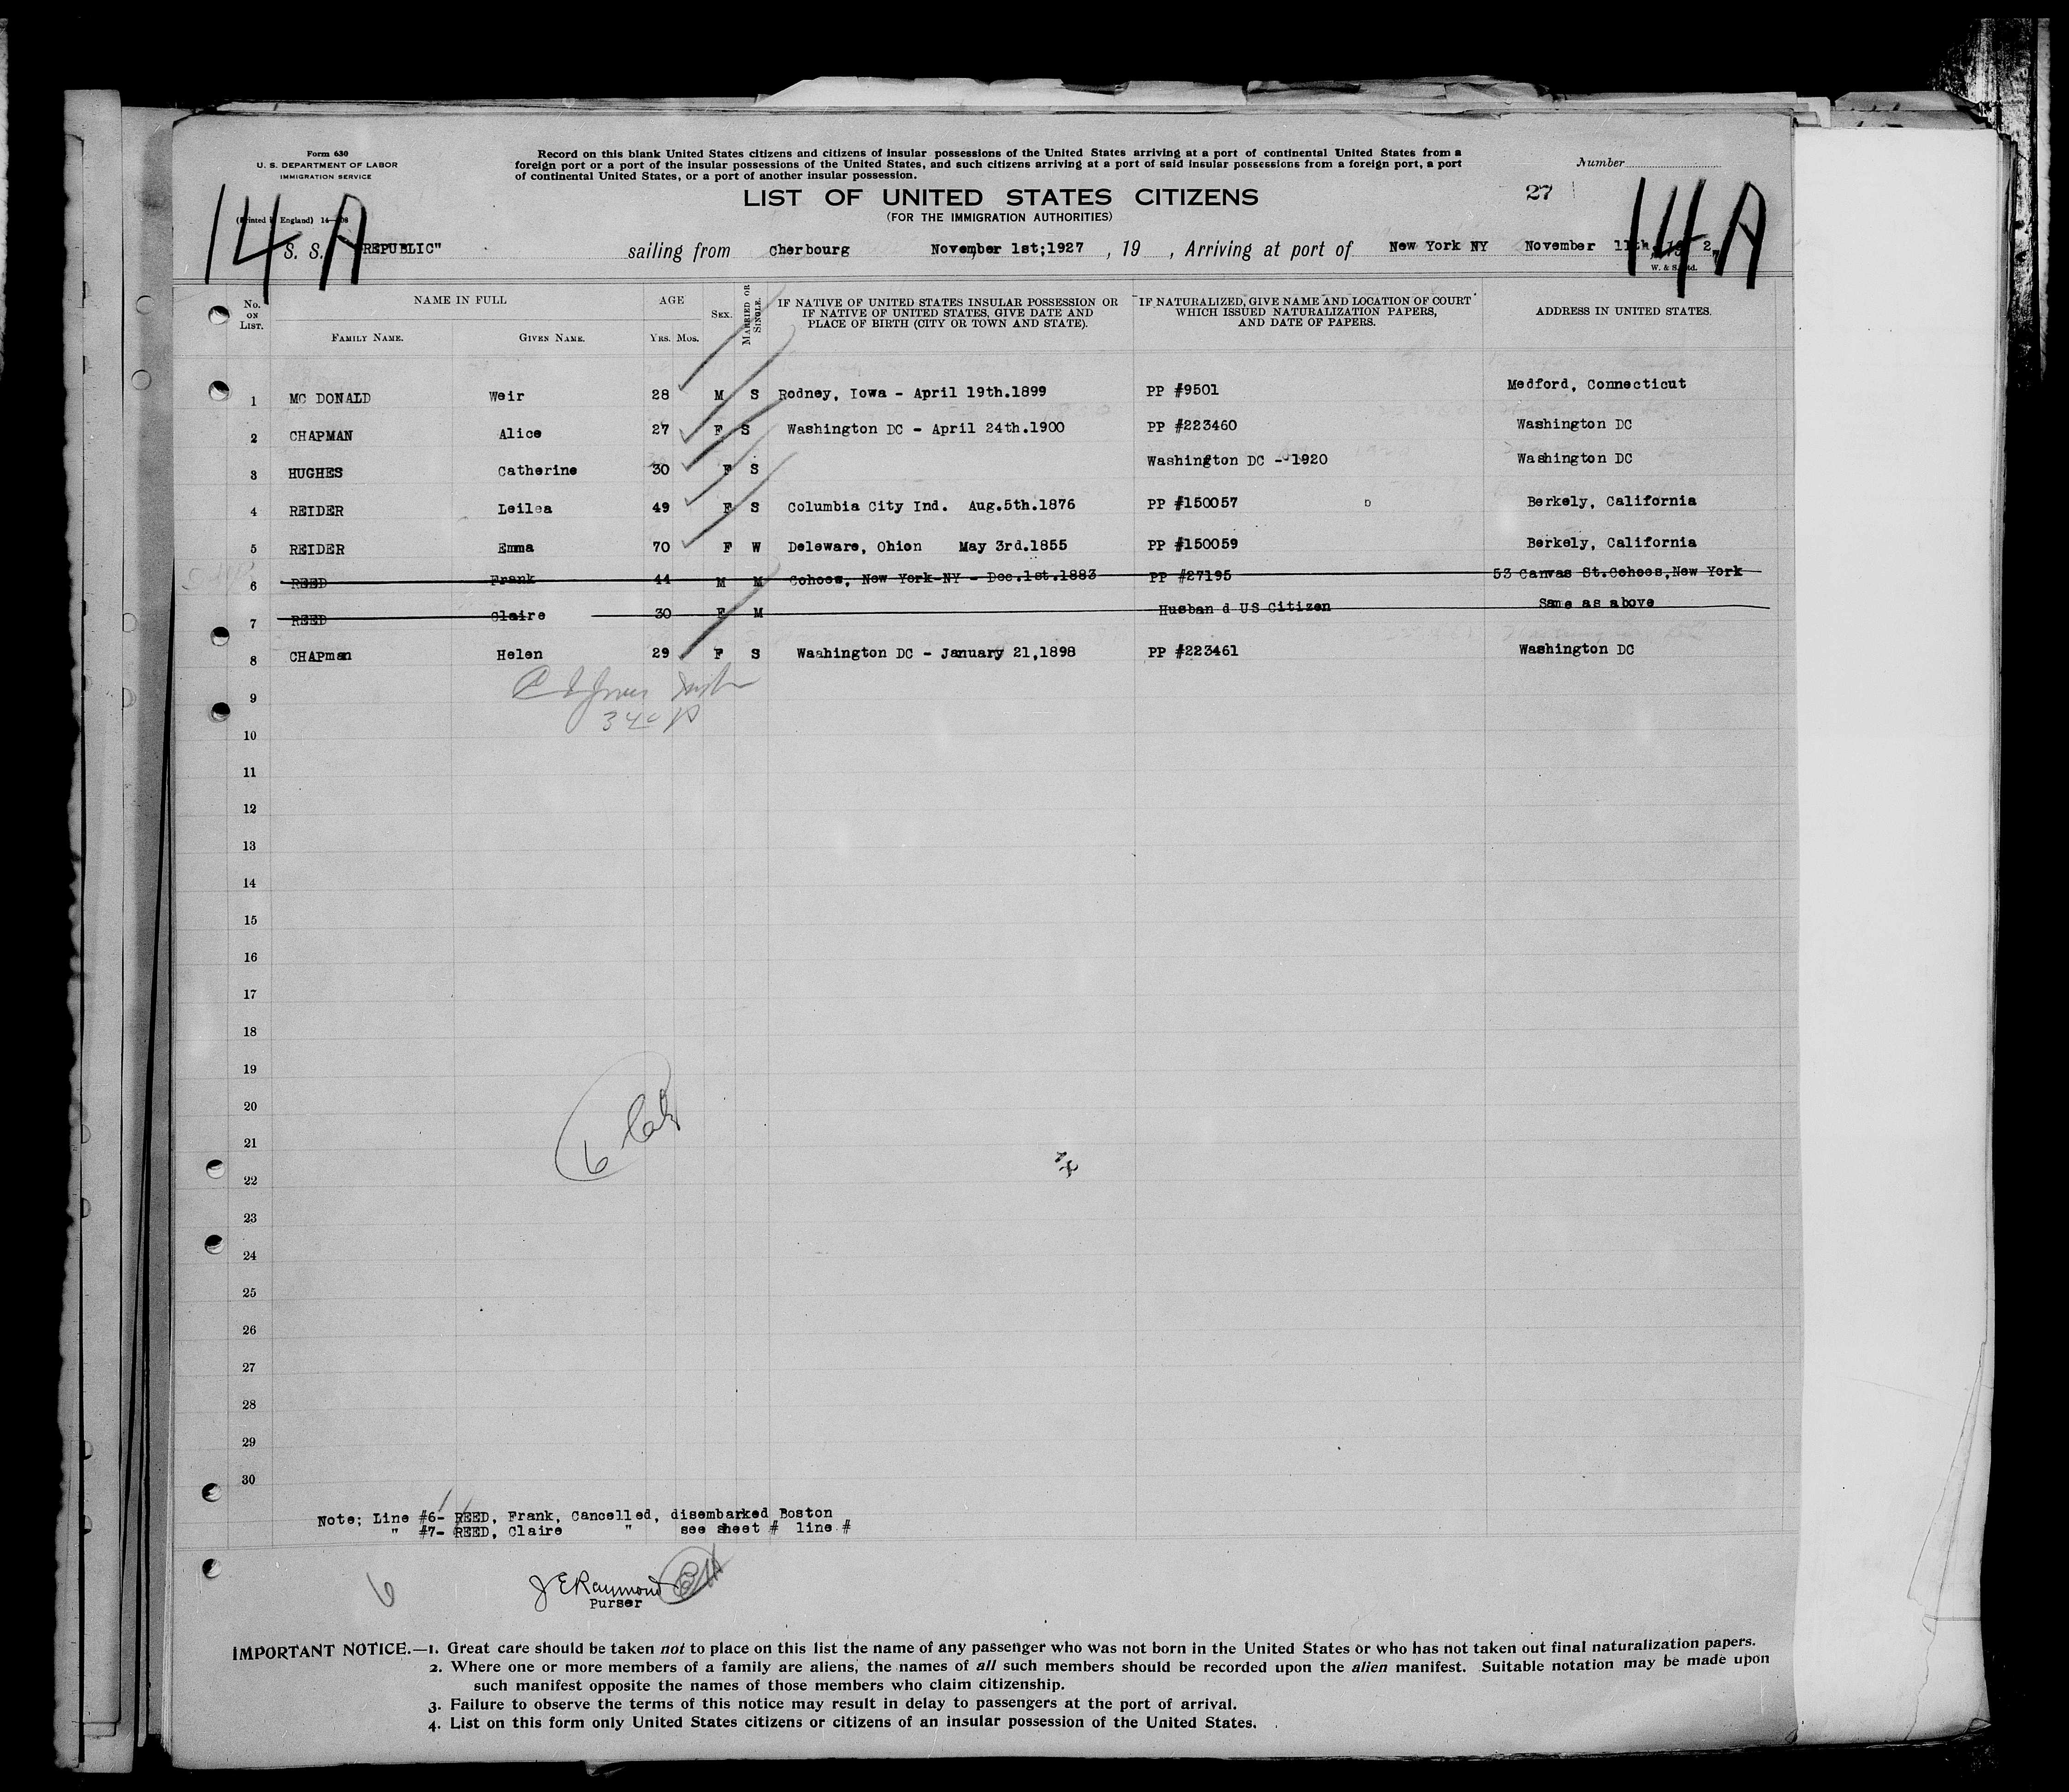 Form 630
U. S. DEPARTMENT OF LABOR
IMMIGRATION SERVICE
Record on this blank United States citizens and citizens of insular possessions of the United States arriving at a port of continental United States from a
foreign port or a port of the insular possessions of the United States, and such citizens arriving at a port of said insular possessions from a foreign port, a port
of continental United States, or a port of another insular possession.
Number
LIST OF UNITED STATES CITIZENS
27
(FOR THE IMMIGRATION AUTHORITIES)
14 A
14 A
S. S. REPUBLIC" sailing from Cherbourg November 1st;1927 , 19 , Arriving at port of New York NY November 11th
W. & S. Ltd.
No. ON LIST. NAME IN FULL AGE SEX. MARRIED OR SINGLE. IF NATIVE OF UNITED STATES INSULAR POSSESSION OR IF NATIVE OF UNITED STATES, GIVE DATE AND PLACE OF BIRTH (CITY OR TOWN AND STATE). IF NATURALIZED, GIVE NAME AND LOCATION OF COURT WHICH ISSUED NATURALIZATION PAPERS, AND DATE OF PAPERS. ADDRESS IN UNITED STATES.
FAMILY NAME. GIVEN NAME. YRS. MOS.
1 MC DONALD Weir 28 M S Rodney, Iowa - April 19th.1899 PP #9501 Medford, Connecticut
2 CHAPMAN Alice 27 F S Washington DC - April 24th.1900 PP #223460 Washington DC
3 HUGHES Catherine 30 F S Washington DC - 1920 Washington DC
4 REIDER Leilea 49 F S Columbia City Ind. Aug.5th.1876 PP #150057 D Berkely, California
5 REIDER Emma 70 F W Deleware, Ohion May 3rd.1855 PP #150059 Berkely, California
6 REED Frank 44 M M Cohoes, New York-NY - Dec.1st.1883 PP #27195 53 Canvas St.Cohoes,New York
7 REED Claire 30 F M Husban d US Citizen Same as above
8 CHAPman Helen 29 F S Washington DC - January 21,1898 PP #223461 Washington DC
9
10
11
12
13
14
15
16
17
18
19
20
21
22
23
24
25
26
27
28
29
30
Note; Line #6- REED, Frank, Cancelled, disembarked Boston
" #7- REED, Claire " see sheet # line #
6
J E Raymond
Purser
IMPORTANT NOTICE.—1. Great care should be taken not to place on this list the name of any passenger who was not born in the United States or who has not taken out final naturalization papers.
2. Where one or more members of a family are aliens, the names of all such members should be recorded upon the alien manifest. Suitable notation may be made upon
such manifest opposite the names of those members who claim citizenship.
3. Failure to observe the terms of this notice may result in delay to passengers at the port of arrival.
4. List on this form only United States citizens or citizens of an insular possession of the United States.